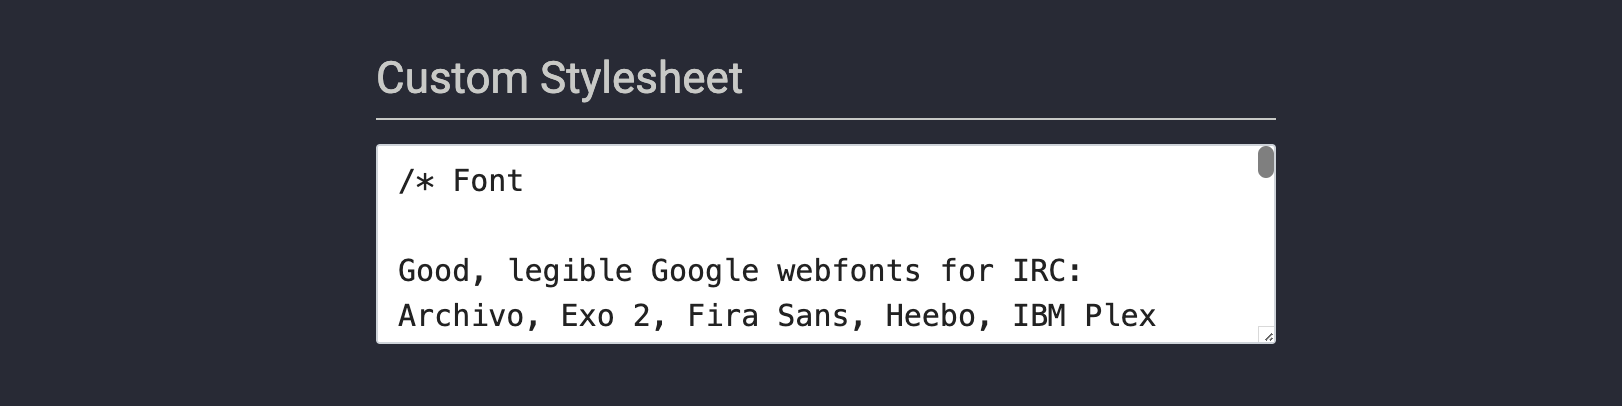 Custom Stylesheet
/* Font
Good, legible Google webfonts for IRC:
Archivo, Exo 2, Fira Sans, Heebo, IBM Plex